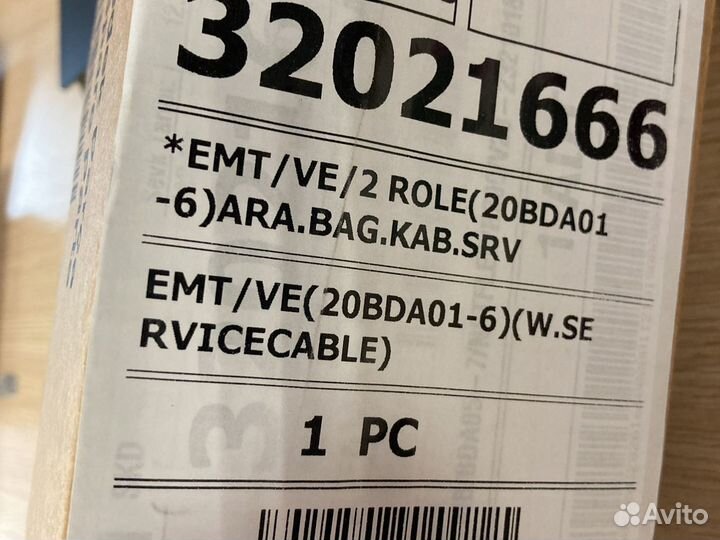 32021666
*EMT/VE/2 ROLE(20BDA01
-6)ARA.BAG.KAB.SRV
EMT/VE(20BDA01-6)(W.SE
RVICECABLE)
1 PC
Avito